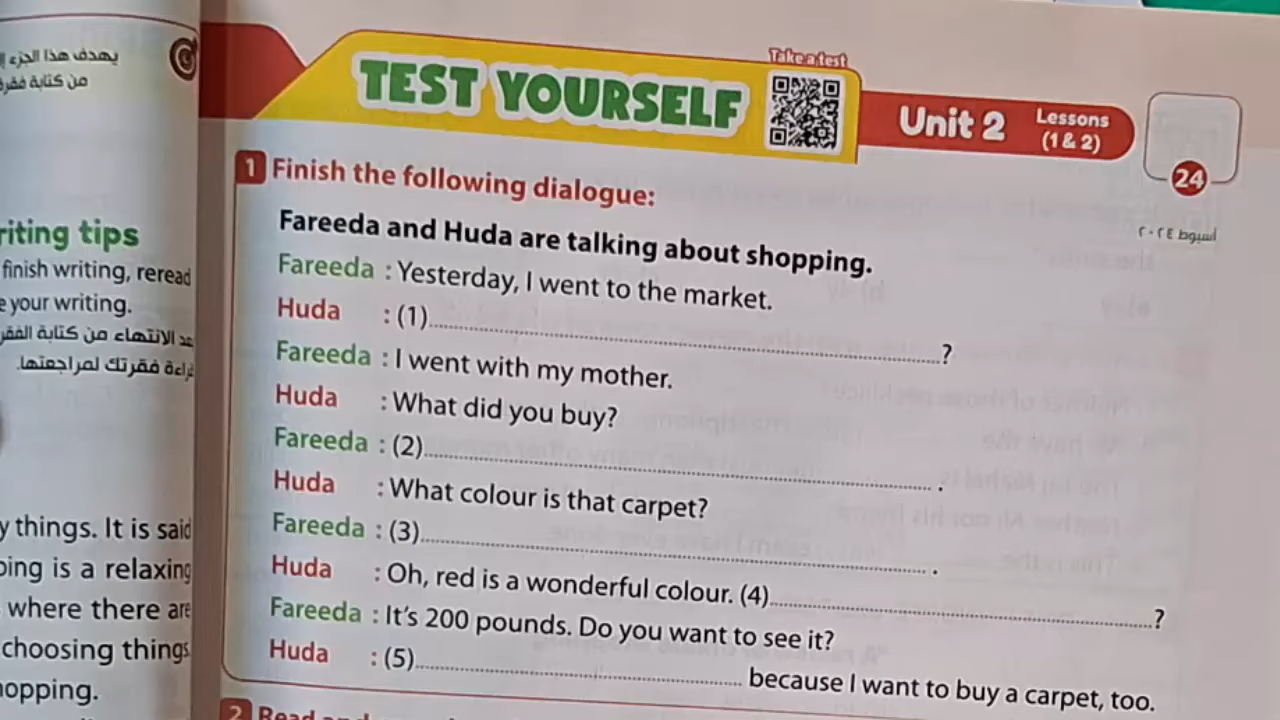 يهدف هذا الجزء
من كتابة
Take a test
TEST YOURSELF
Unit 2
Lessons
(1 & 2)
24
أسيوط ٢٠٢٤
1 Finish the following dialogue:
Fareeda and Huda are talking about shopping.
Fareeda : Yesterday, I went to the market.
Huda : (1)..............................?
Fareeda : I went with my mother.
Huda : What did you buy?
Fareeda : (2)..............................
Huda : What colour is that carpet?
Fareeda : (3)..............................
Huda : Oh, red is a wonderful colour. (4)..............................?
Fareeda : It's 200 pounds. Do you want to see it?
Huda : (5).............................. because I want to buy a carpet, too.
2 Read
riting tips
finish writing, reread
e your writing.
الانتهاء من كتابة
فقرتك لمراجعتها.
y things. It is said
ping is a relaxing
where there are
choosing things
hopping.